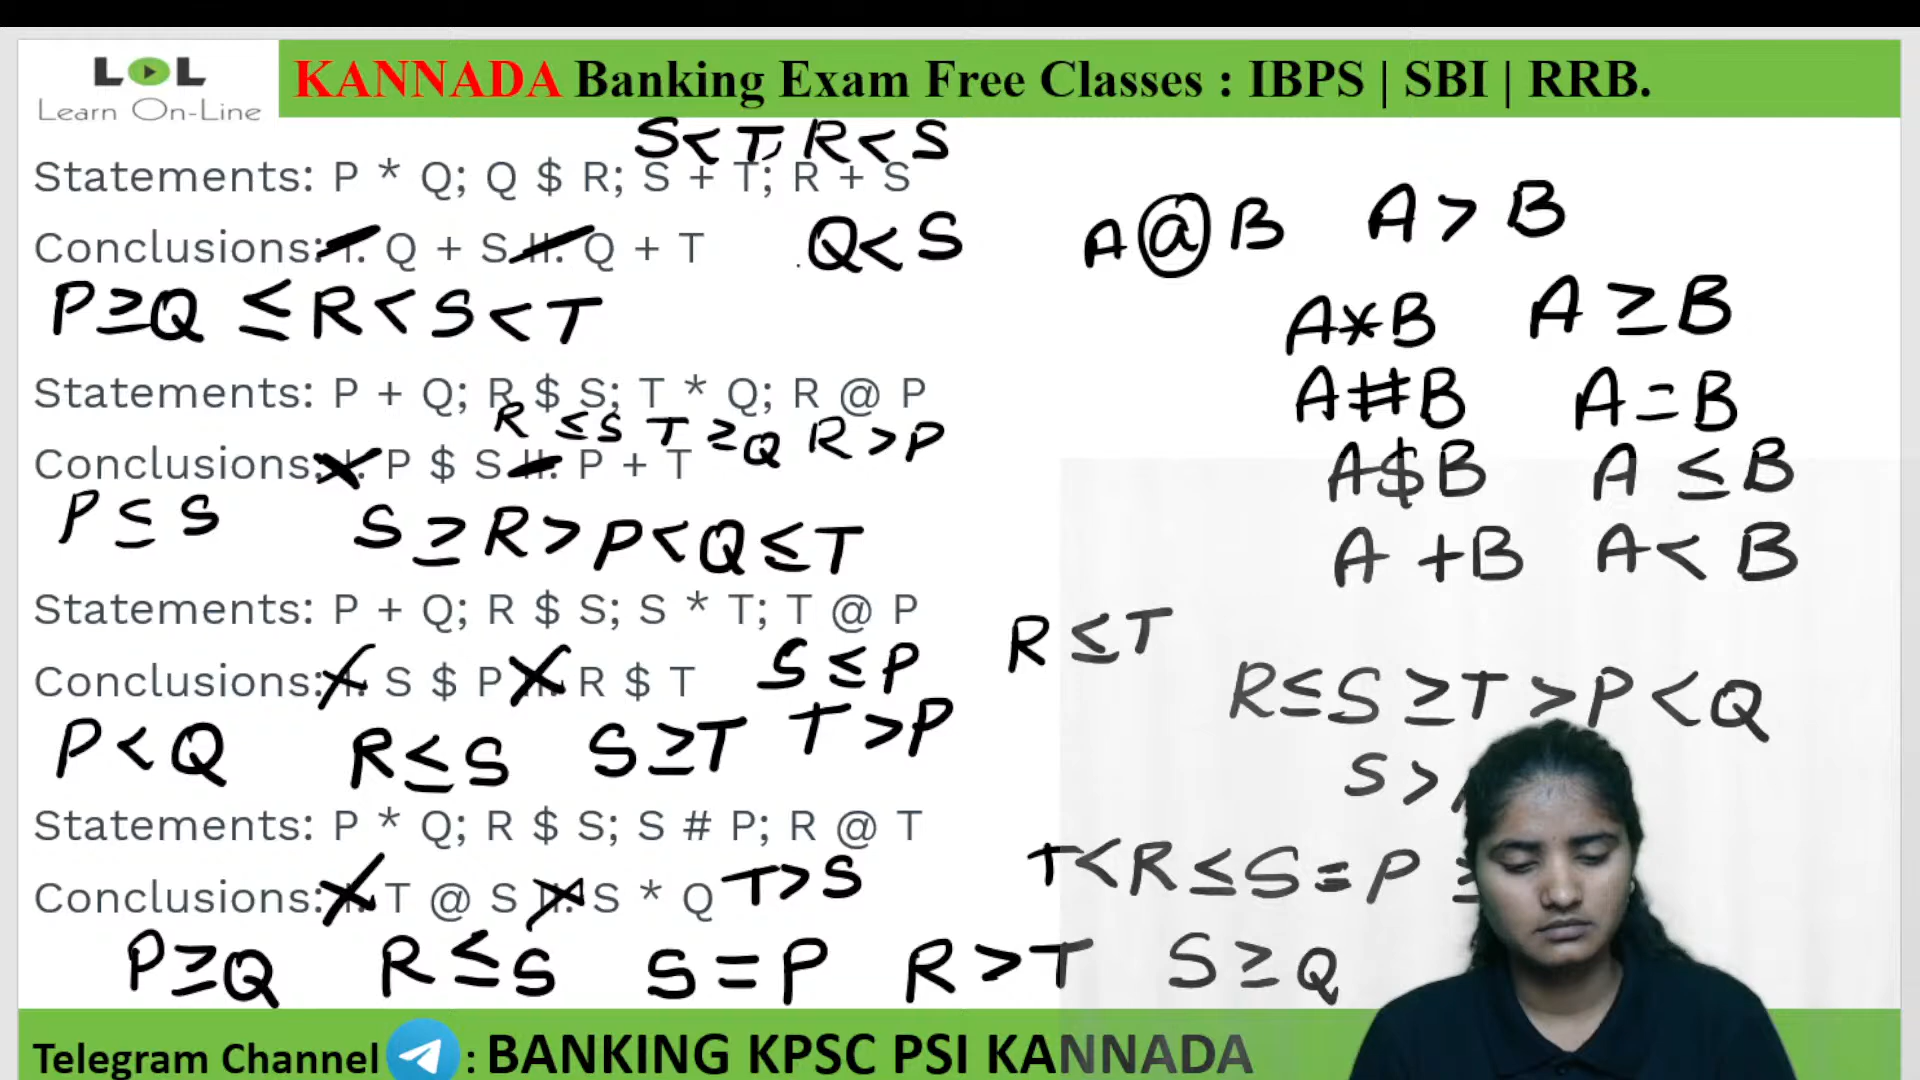 LOL
Learn On-Line
KANNADA Banking Exam Free Classes : IBPS | SBI | RRB.
S < T, R < S
Statements: P * Q; Q $ R; S + T; R + S
Conclusions: I. Q + S II. Q + T
Q < S
P ≥ Q ≤ R < S < T
Statements: P + Q; R $ S; T * Q; R @ P
R ≤ S T ≥ Q R > P
Conclusions: I. P $ S II. P + T
P ≤ S S ≥ R > P < Q ≤ T
Statements: P + Q; R $ S; S * T; T @ P
Conclusions: I. S $ P II. R $ T
S ≤ P
P < Q R ≤ S S ≥ T T > P
Statements: P * Q; R $ S; S # P; R @ T
Conclusions: I. T @ S II. S * Q
T > S
P ≥ Q R ≤ S S = P R > T S ≥ Q
A @ B A > B
A * B A ≥ B
A # B A = B
A $ B A ≤ B
A + B A < B
R ≤ T
R ≤ S ≥ T > P < Q
S >
T < R ≤ S = P ≥
Telegram Channel : BANKING KPSC PSI KANNADA